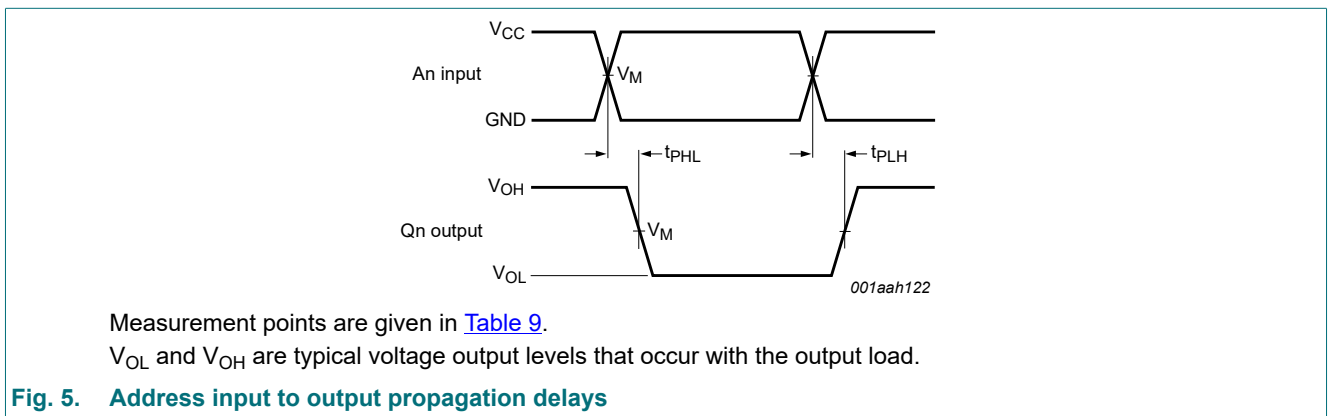 VCC
An input
VM
GND
tPHL
tPLH
VOH
Qn output
VM
VOL
001aah122
Measurement points are given in Table 9.
VOL and VOH are typical voltage output levels that occur with the output load.
Fig. 5. Address input to output propagation delays